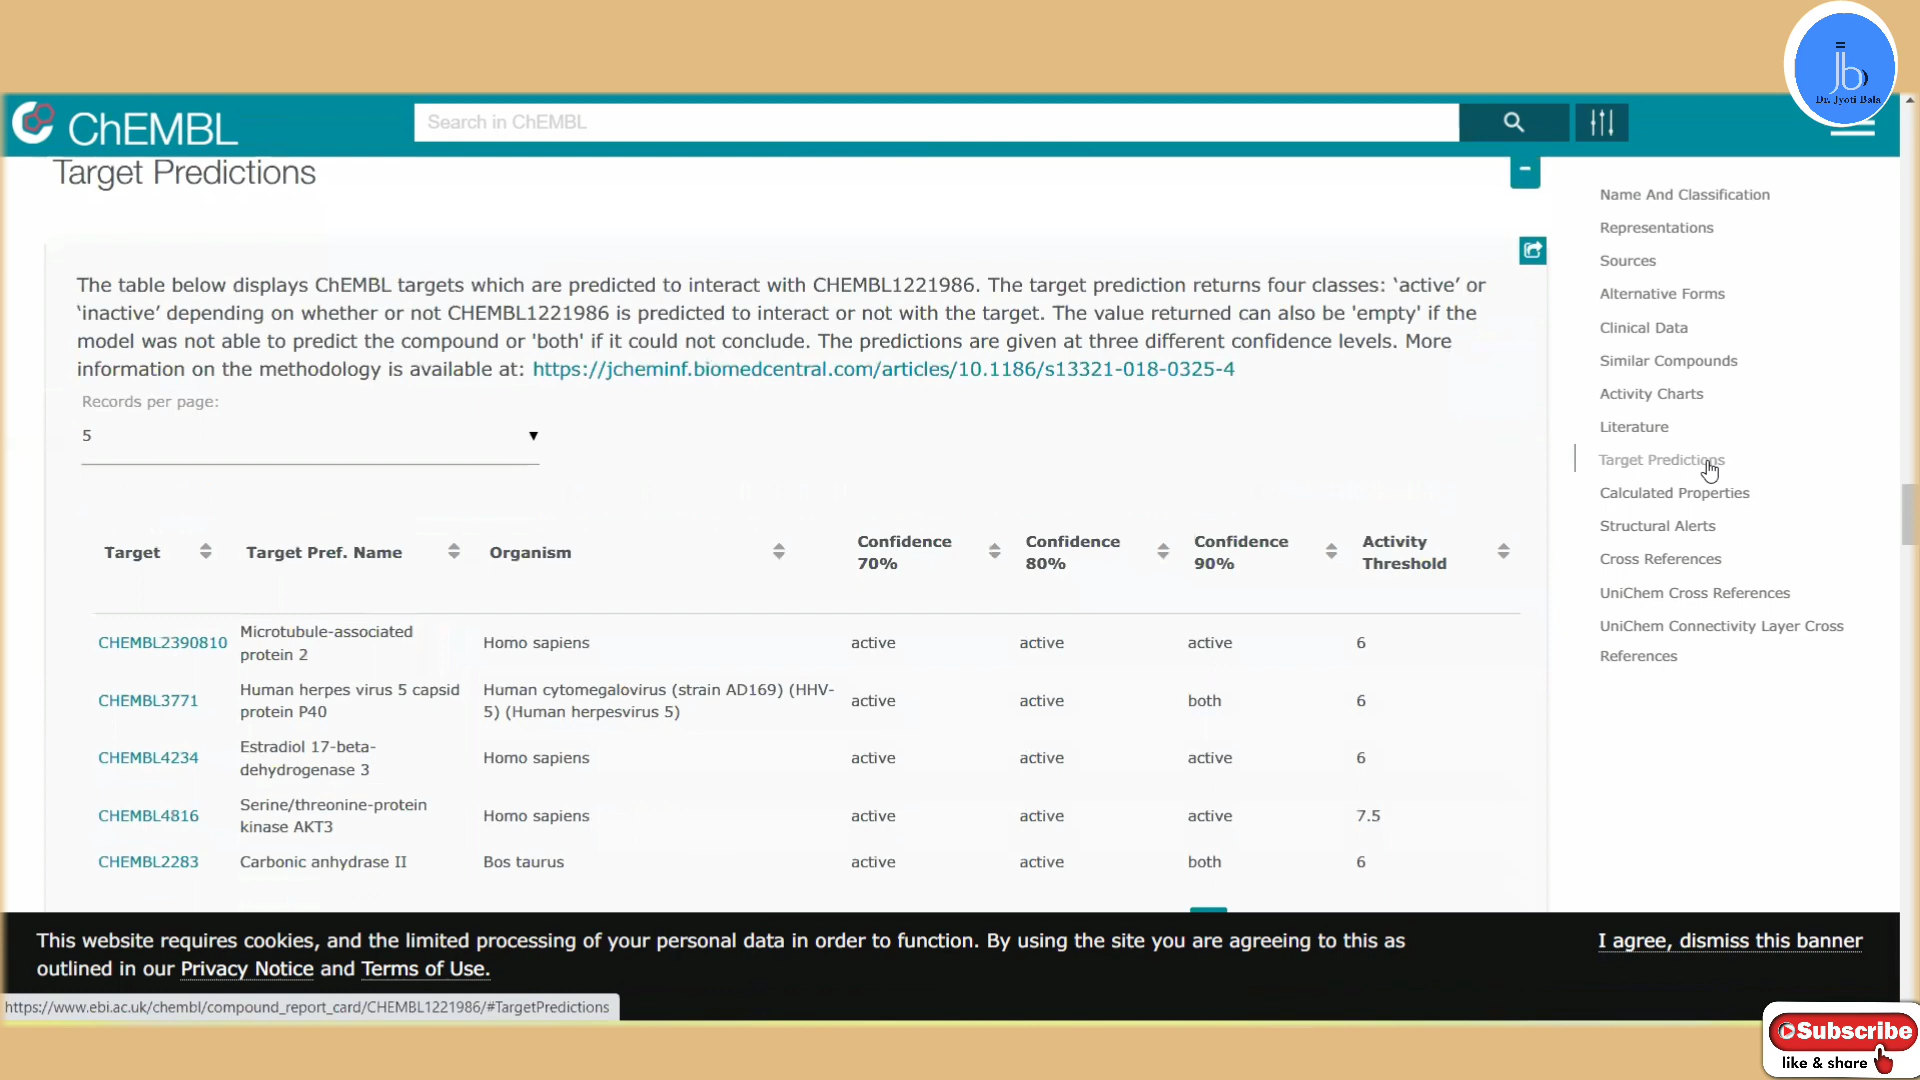 Dr. Jyoti Bala
ChEMBL
Search in ChEMBL
Target Predictions
The table below displays ChEMBL targets which are predicted to interact with CHEMBL1221986. The target prediction returns four classes: ‘active’ or
‘inactive’ depending on whether or not CHEMBL1221986 is predicted to interact or not with the target. The value returned can also be 'empty' if the
model was not able to predict the compound or 'both' if it could not conclude. The predictions are given at three different confidence levels. More
information on the methodology is available at: https://jcheminf.biomedcentral.com/articles/10.1186/s13321-018-0325-4
Records per page:
5
Target Target Pref. Name Organism Confidence 70% Confidence 80% Confidence 90% Activity Threshold
CHEMBL2390810 Microtubule-associated protein 2 Homo sapiens active active active 6
CHEMBL3771 Human herpes virus 5 capsid protein P40 Human cytomegalovirus (strain AD169) (HHV-5) (Human herpesvirus 5) active active both 6
CHEMBL4234 Estradiol 17-beta-dehydrogenase 3 Homo sapiens active active active 6
CHEMBL4816 Serine/threonine-protein kinase AKT3 Homo sapiens active active active 7.5
CHEMBL2283 Carbonic anhydrase II Bos taurus active active both 6
Name And Classification
Representations
Sources
Alternative Forms
Clinical Data
Similar Compounds
Activity Charts
Literature
Target Predictions
Calculated Properties
Structural Alerts
Cross References
UniChem Cross References
UniChem Connectivity Layer Cross
References
This website requires cookies, and the limited processing of your personal data in order to function. By using the site you are agreeing to this as
outlined in our Privacy Notice and Terms of Use.
I agree, dismiss this banner
https://www.ebi.ac.uk/chembl/compound_report_card/CHEMBL1221986/#TargetPredictions
Subscribe
like & share